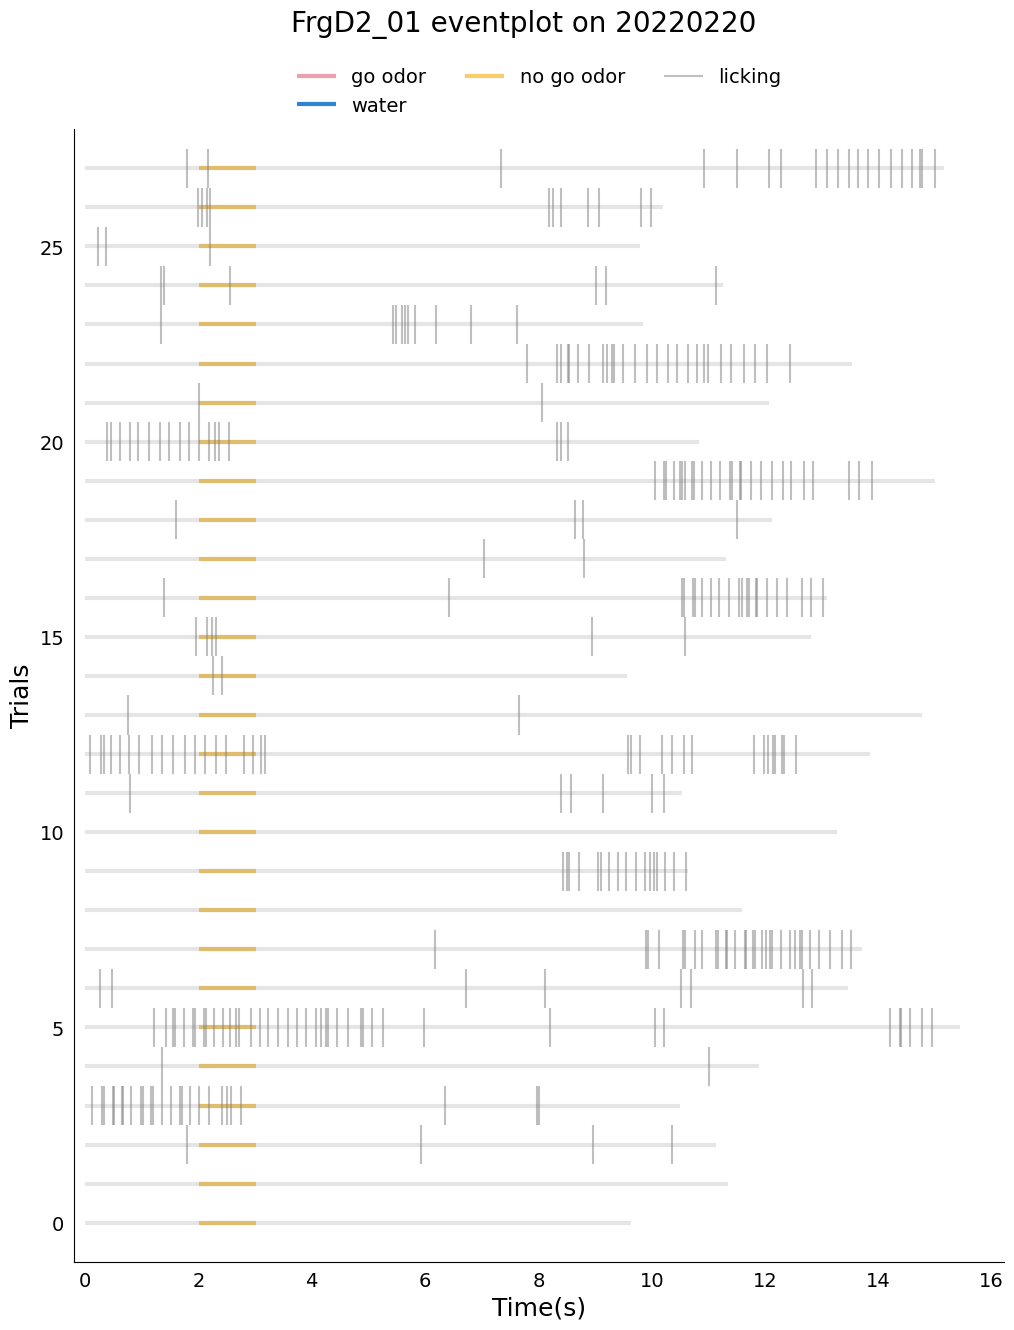 FrgD2_01 eventplot on 20220220
go odor
no go odor
licking
water
25
20
15
10
5
0
Trials
0 2 4 6 8 10 12 14 16
Time(s)